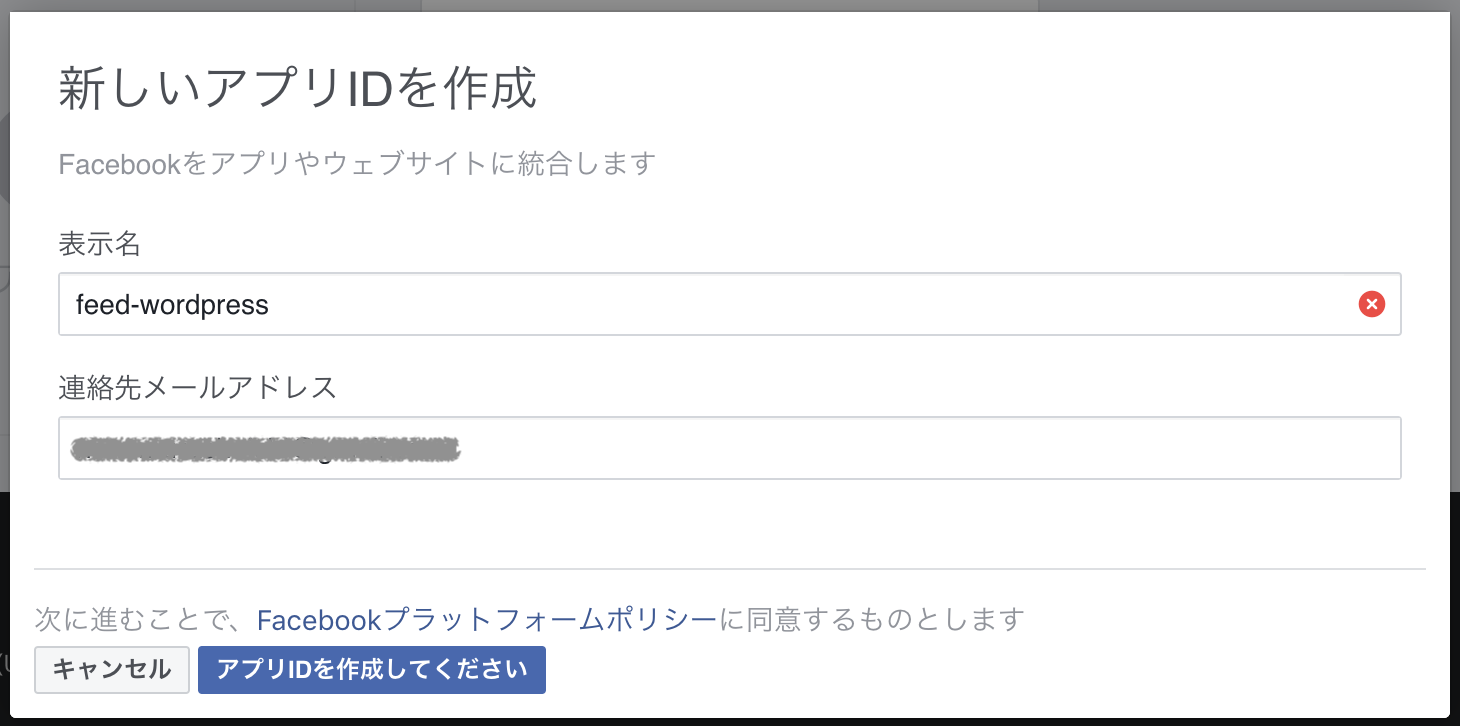 新しいアプリIDを作成
Facebookをアプリやウェブサイトに統合します
表示名
feed-wordpress
連絡先メールアドレス
次に進むことで、Facebookプラットフォームポリシーに同意するものとします
キャンセル
アプリIDを作成してください